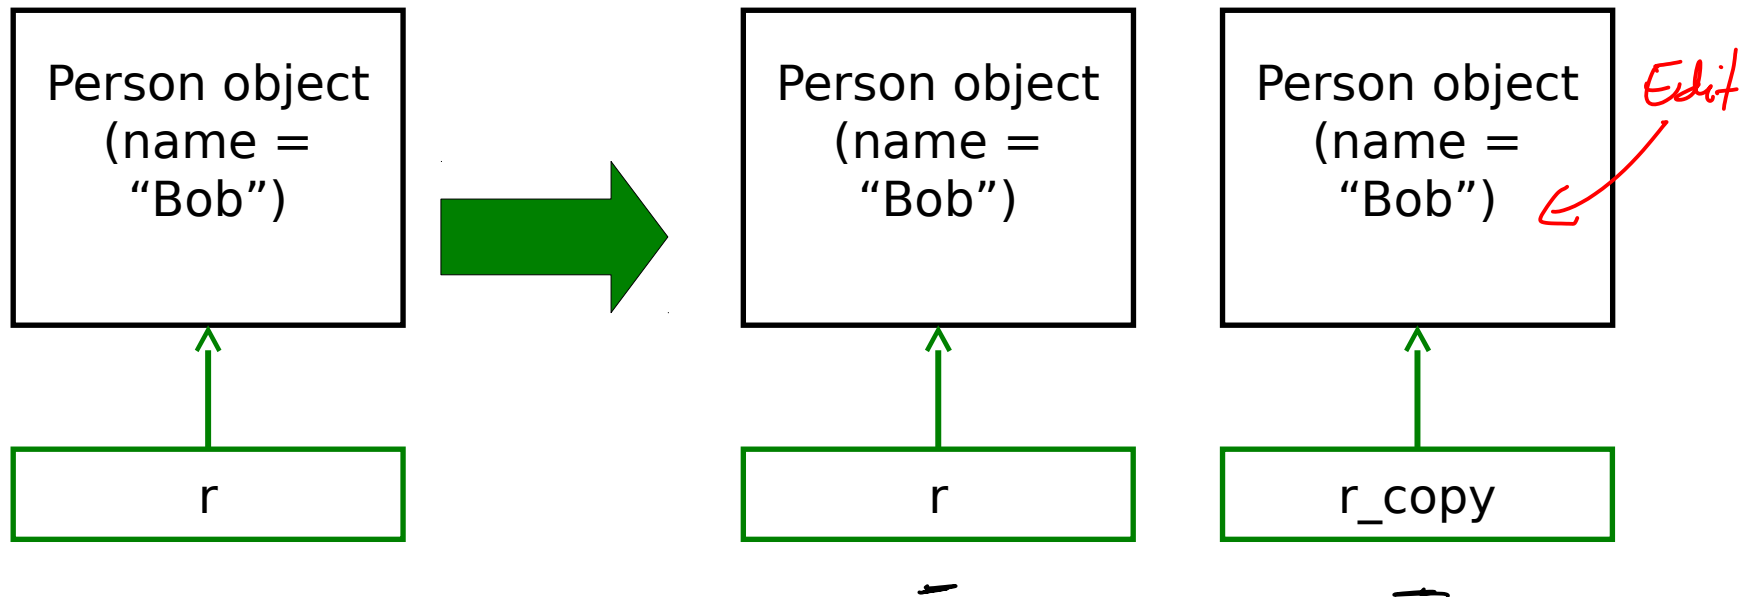 Person object
(name =
“Bob”)
r
Person object
(name =
“Bob”)
r
Person object
(name =
“Bob”)
r_copy
Edit